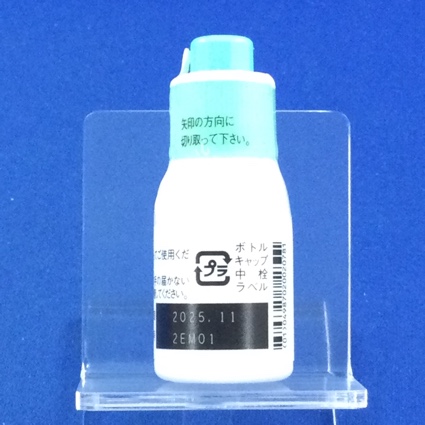 矢印の方向に
切り取って下さい。
ご使用くだ
の届かない
してください。
プラ
ボトル
キャップ
中栓
ラベル
2025.11
2EM01